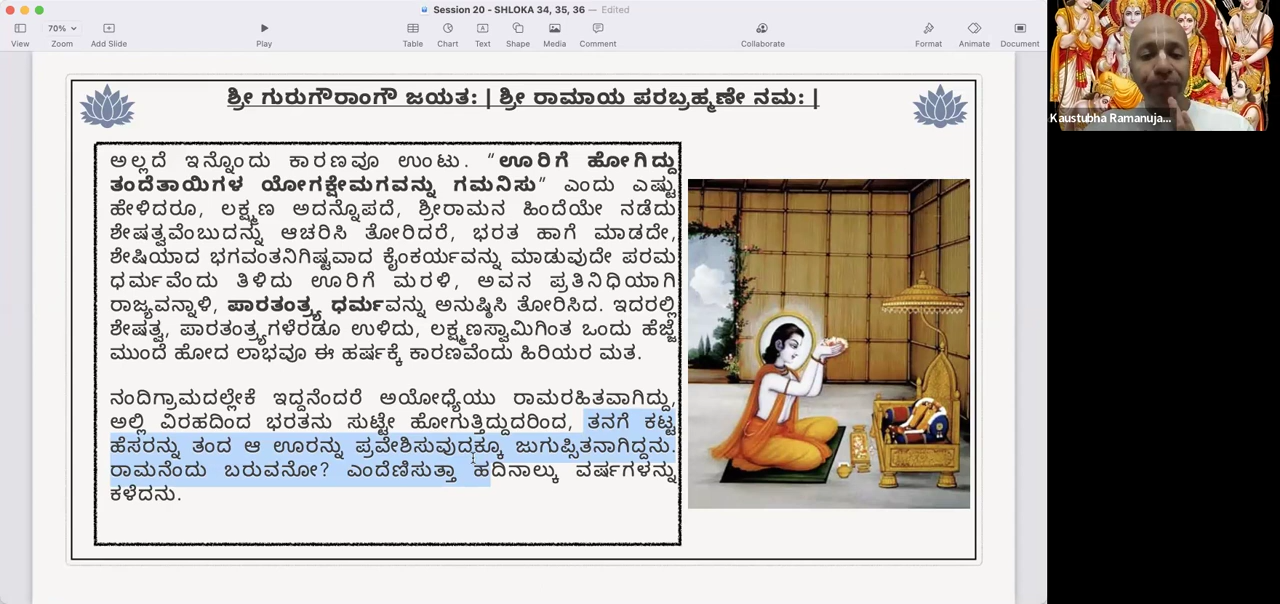 Session 20 - SHLOKA 34, 35, 36 — Edited
70%
View Zoom Add Slide Play Table Chart Text Shape Media Comment Collaborate Format Animate Document
Kaustubha Ramanuja...
ಶ್ರೀ ಗುರುಗೌರಾಂಗೌ ಜಯತಃ | ಶ್ರೀ ರಾಮಾಯ ಪರಬ್ರಹ್ಮಣೇ ನಮಃ |
ಅಲ್ಲದೆ ಇನ್ನೊಂದು ಕಾರಣವೂ ಉಂಟು. “ಊರಿಗೆ ಹೋಗಿದ್ದು
ತಂದೆತಾಯಿಗಳ ಯೋಗಕ್ಷೇಮಗವನ್ನು ಗಮನಿಸು” ಎಂದು ಎಷ್ಟು
ಹೇಳಿದರೂ, ಲಕ್ಷ್ಮಣ ಅದನ್ನೊಪದೆ, ಶ್ರೀರಾಮನ ಹಿಂದೆಯೇ ನಡೆದು
ಶೇಷತ್ವವೆಂಬುದನ್ನು ಆಚರಿಸಿ ತೋರಿದರೆ, ಭರತ ಹಾಗೆ ಮಾಡದೇ,
ಶೇಷಿಯಾದ ಭಗವಂತನಿಗಿಷ್ಟವಾದ ಕೈಂಕರ್ಯವನ್ನು ಮಾಡುವುದೇ ಪರಮ
ಧರ್ಮವೆಂದು ತಿಳಿದು ಊರಿಗೆ ಮರಳಿ, ಅವನ ಪ್ರತಿನಿಧಿಯಾಗಿ
ರಾಜ್ಯವನ್ನಾಳಿ, ಪಾರತಂತ್ರ್ಯ ಧರ್ಮವನ್ನು ಅನುಷ್ಠಿಸಿ ತೋರಿಸಿದ. ಇದರಲ್ಲಿ
ಶೇಷತ್ವ, ಪಾರತಂತ್ರ್ಯಗಳೆರಡೂ ಉಳಿದು, ಲಕ್ಷ್ಮಣಸ್ವಾಮಿಗಿಂತ ಒಂದು ಹೆಜ್ಜೆ
ಮುಂದೆ ಹೋದ ಲಾಭವೂ ಈ ಹರ್ಷಕ್ಕೆ ಕಾರಣವೆಂದು ಹಿರಿಯರ ಮತ.
ನಂದಿಗ್ರಾಮದಲ್ಲೇಕೆ ಇದ್ದನೆಂದರೆ ಅಯೋಧ್ಯೆಯು ರಾಮರಹಿತವಾಗಿದ್ದು,
ಅಲ್ಲಿ ವಿರಹದಿಂದ ಭರತನು ಸುಟ್ಟೇ ಹೋಗುತ್ತಿದ್ದುದರಿಂದ, ತನಗೆ ಕಟ್ಟ
ಹೆಸರನ್ನು ತಂದ ಆ ಊರನ್ನು ಪ್ರವೇಶಿಸುವುದಕ್ಕೂ ಜುಗುಪ್ಸಿತನಾಗಿದ್ದನು.
ರಾಮನೆಂದು ಬರುವನೋ? ಎಂದೆಣಿಸುತ್ತಾ ಹದಿನಾಲ್ಕು ವರ್ಷಗಳನ್ನು
ಕಳೆದನು.